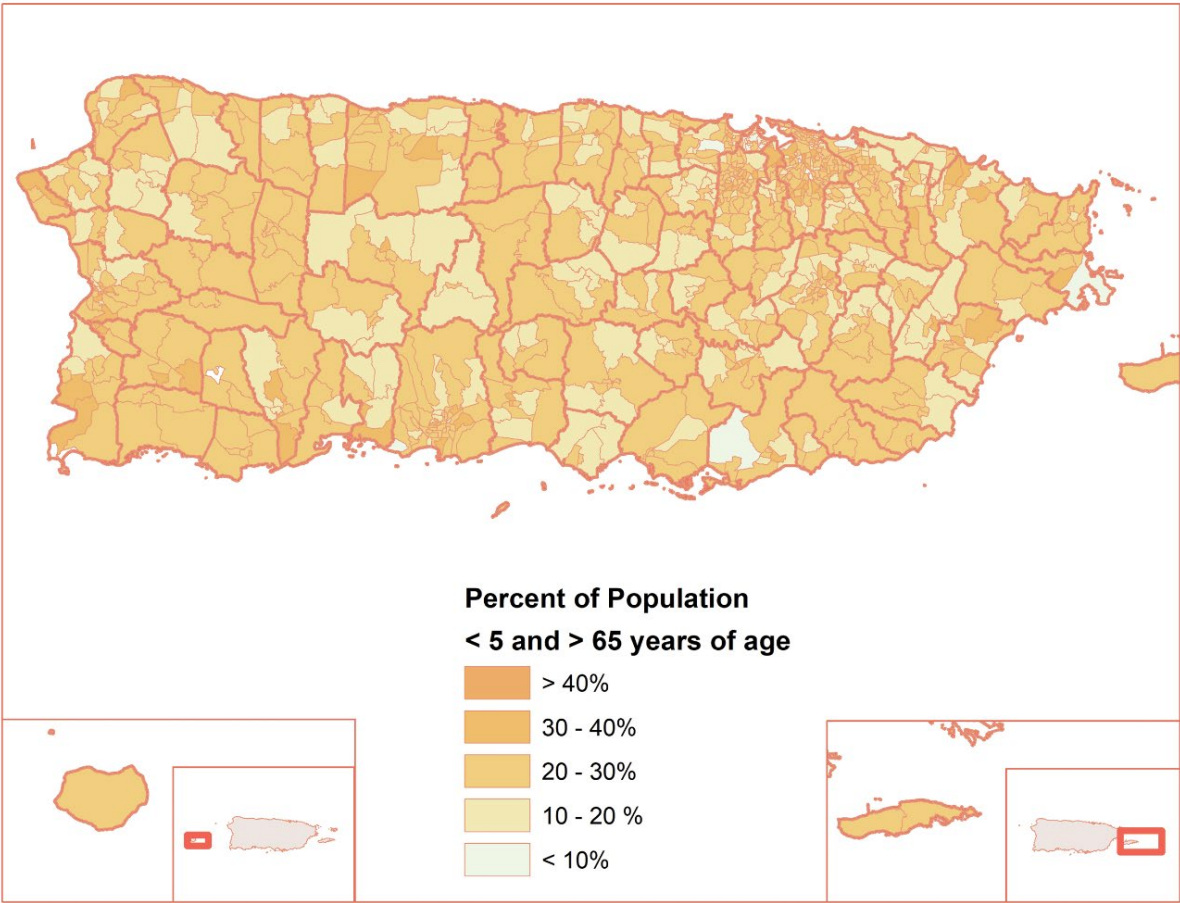 Percent of Population
< 5 and > 65 years of age
> 40%
30 - 40%
20 - 30%
10 - 20 %
< 10%